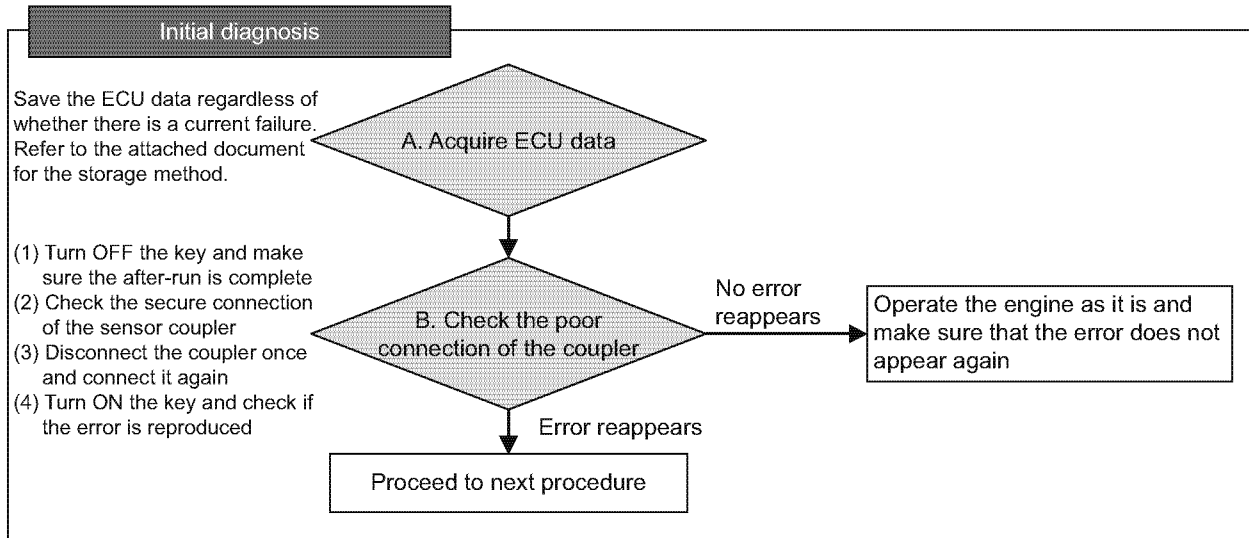 Initial diagnosis
Save the ECU data regardless of
whether there is a current failure.
Refer to the attached document
for the storage method.
A. Acquire ECU data
(1) Turn OFF the key and make
sure the after-run is complete
(2) Check the secure connection
of the sensor coupler
(3) Disconnect the coupler once
and connect it again
(4) Turn ON the key and check if
the error is reproduced
B. Check the poor
connection of the coupler
No error
reappears
Operate the engine as it is and
make sure that the error does not
appear again
Error reappears
Proceed to next procedure